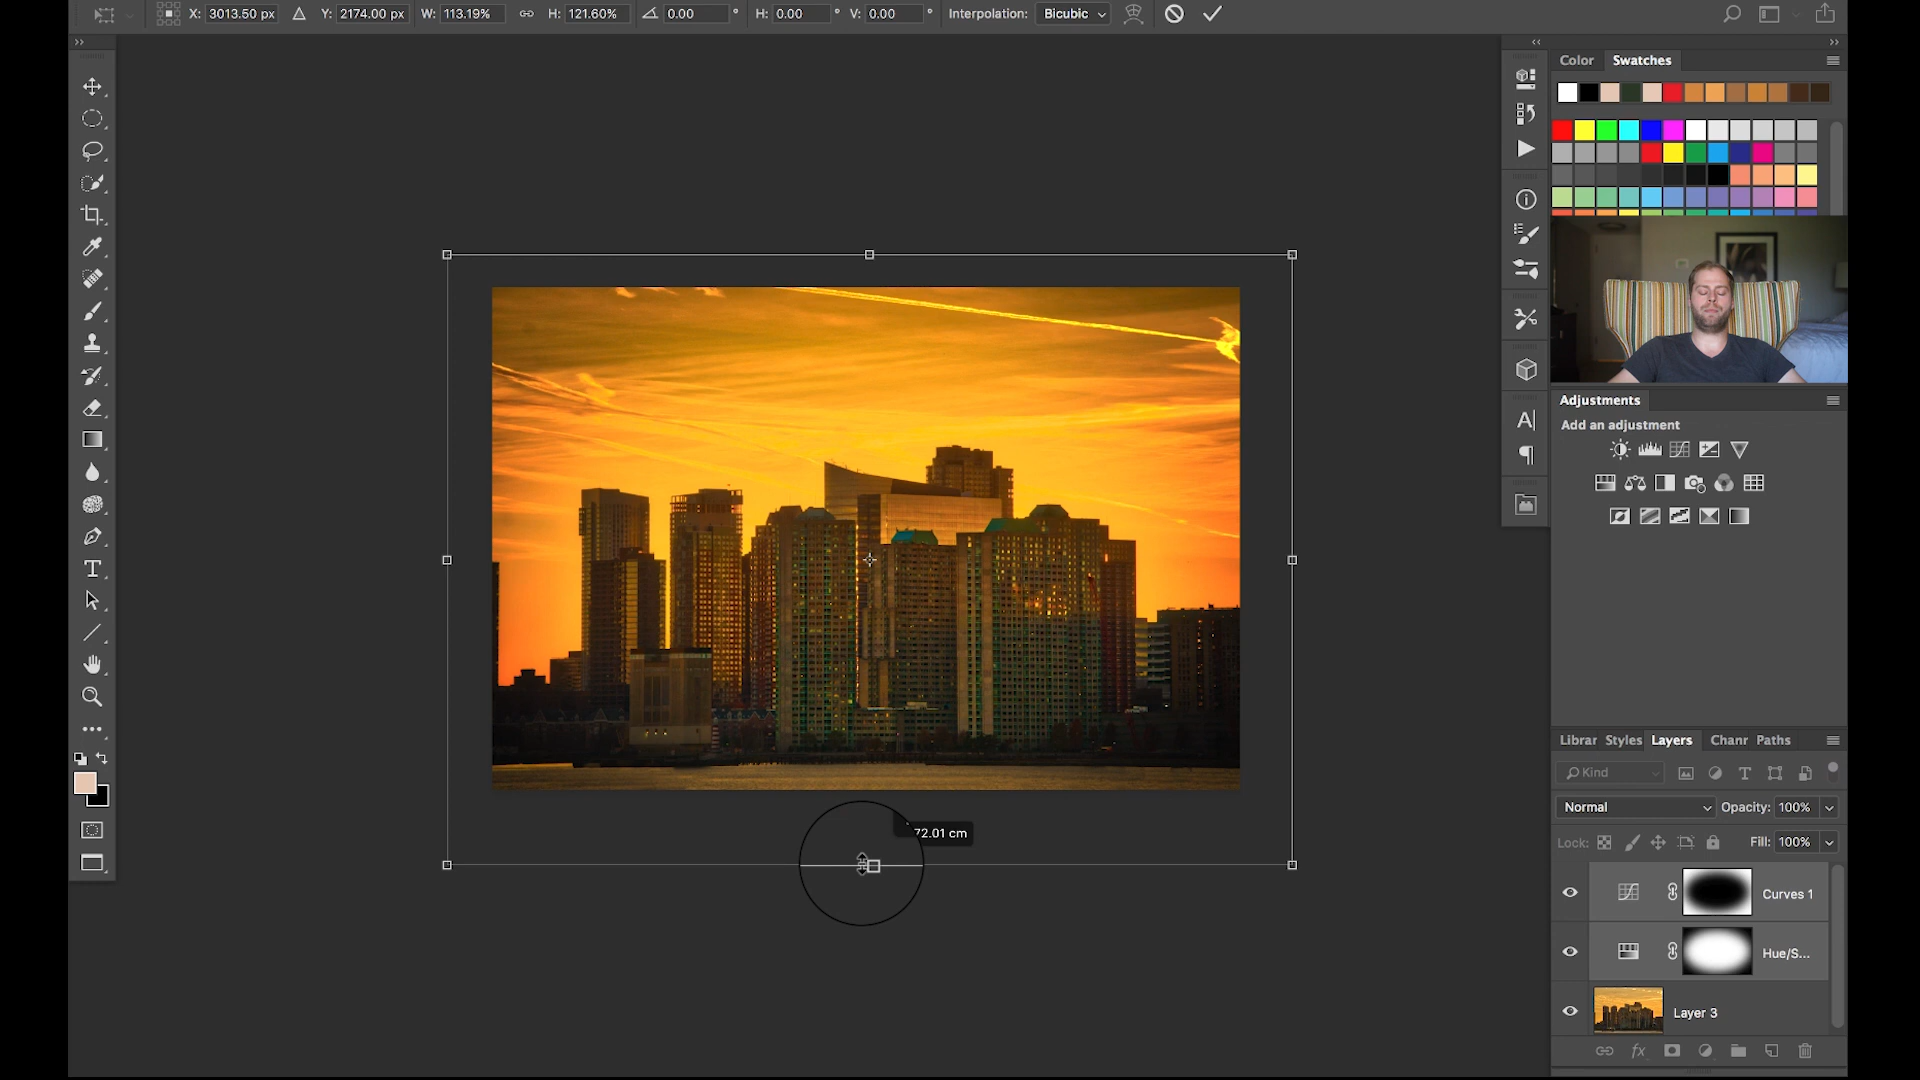 X: 3013.50 px Y: 2174.00 px W: 113.19% H: 121.60% 0.00 ° H: 0.00 ° V: 0.00 ° Interpolation: Bicubic
Color Swatches
Adjustments
Add an adjustment
72.01 cm
Librar Styles Layers Chanr Paths
Kind
Normal Opacity: 100%
Lock: Fill: 100%
Curves 1
Hue/S...
Layer 3